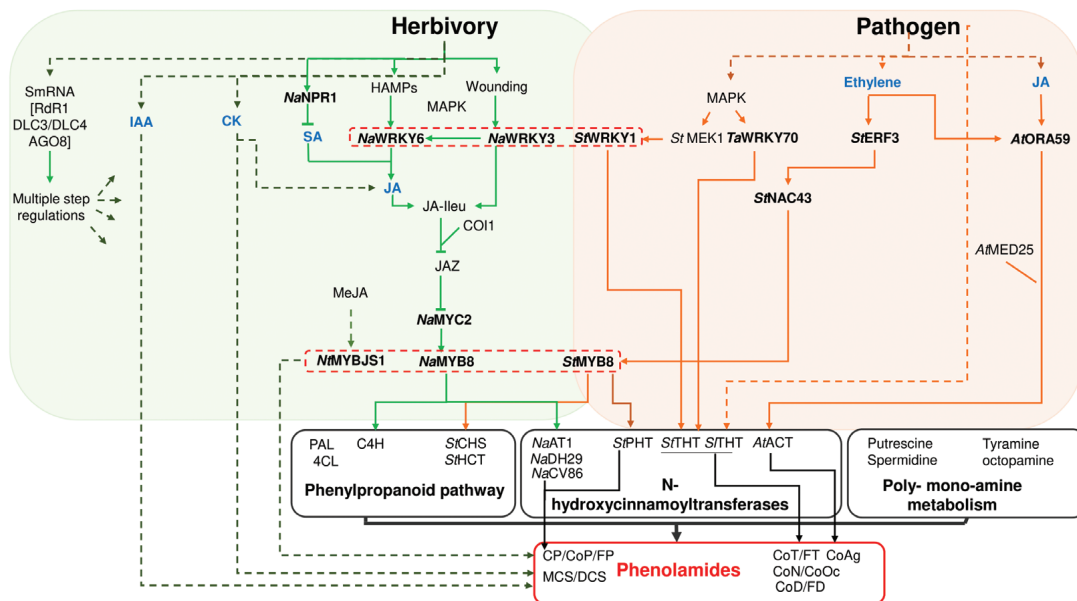 Herbivory
Pathogen
SmRNA
[RdR1
DLC3/DLC4
AGO8]
IAA
CK
NaNPR1
HAMPs
Wounding
MAPK
SA
NaWRKY6
NaWRKY3
StWRKY1
MAPK
St MEK1
TaWRKY70
Ethylene
JA
StERF3
AtORA59
Multiple step
regulations
JA
JA-Ileu
COI1
StNAC43
JAZ
AtMED25
MeJA
NaMYC2
NtMYBJS1
NaMYB8
StMYB8
PAL
4CL
C4H
StCHS
StHCT
Phenylpropanoid pathway
NaAT1
NaDH29
NaCV86
StPHT
StTHT
SlTHT
AtACT
N-
hydroxycinnamoyltransferases
Putrescine
Spermidine
Tyramine
octopamine
Poly- mono-amine
metabolism
CP/CoP/FP
MCS/DCS
Phenolamides
CoT/FT
CoAg
CoN/CoOc
CoD/FD